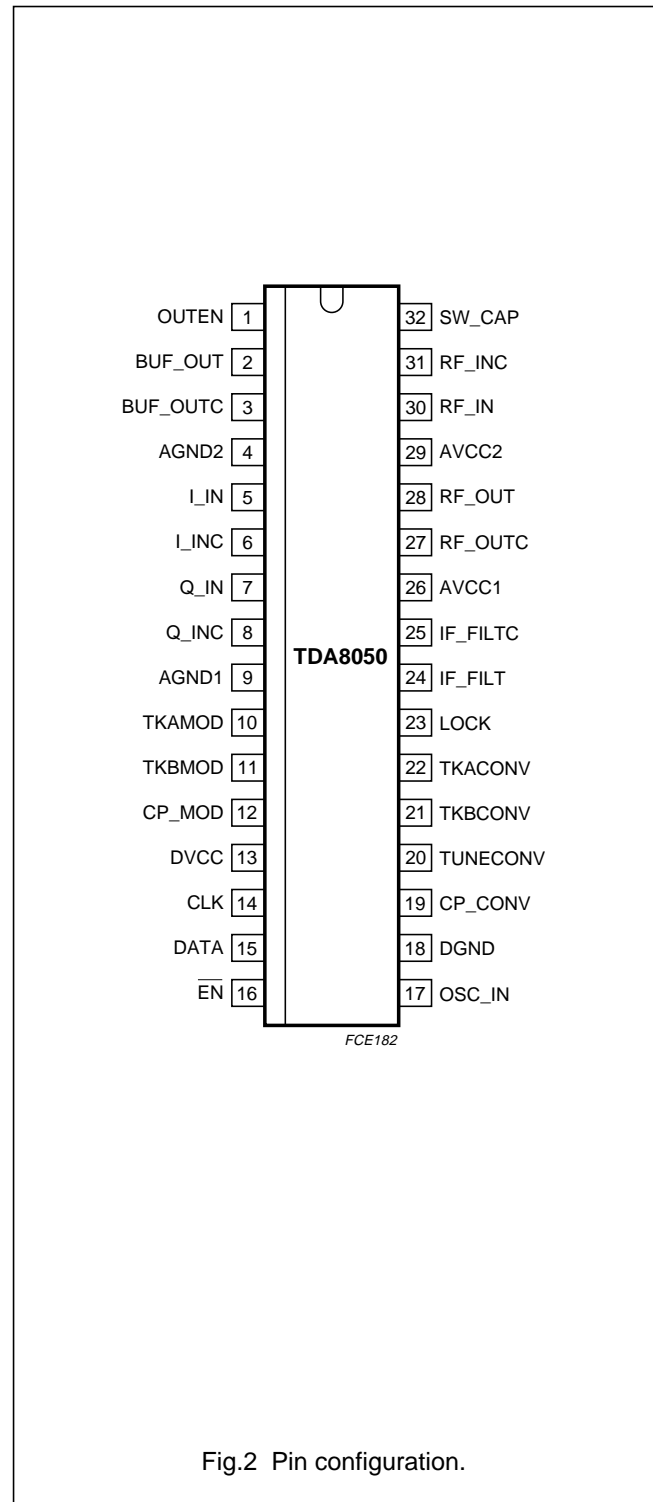 OUTEN 1
BUF_OUT 2
BUF_OUTC 3
AGND2 4
I_IN 5
I_INC 6
Q_IN 7
Q_INC 8
AGND1 9
TKAMOD 10
TKBMOD 11
CP_MOD 12
DVCC 13
CLK 14
DATA 15
E̅N̅ 16
TDA8050
32 SW_CAP
31 RF_INC
30 RF_IN
29 AVCC2
28 RF_OUT
27 RF_OUTC
26 AVCC1
25 IF_FILTC
24 IF_FILT
23 LOCK
22 TKACONV
21 TKBCONV
20 TUNECONV
19 CP_CONV
18 DGND
17 OSC_IN
FCE182
Fig.2 Pin configuration.